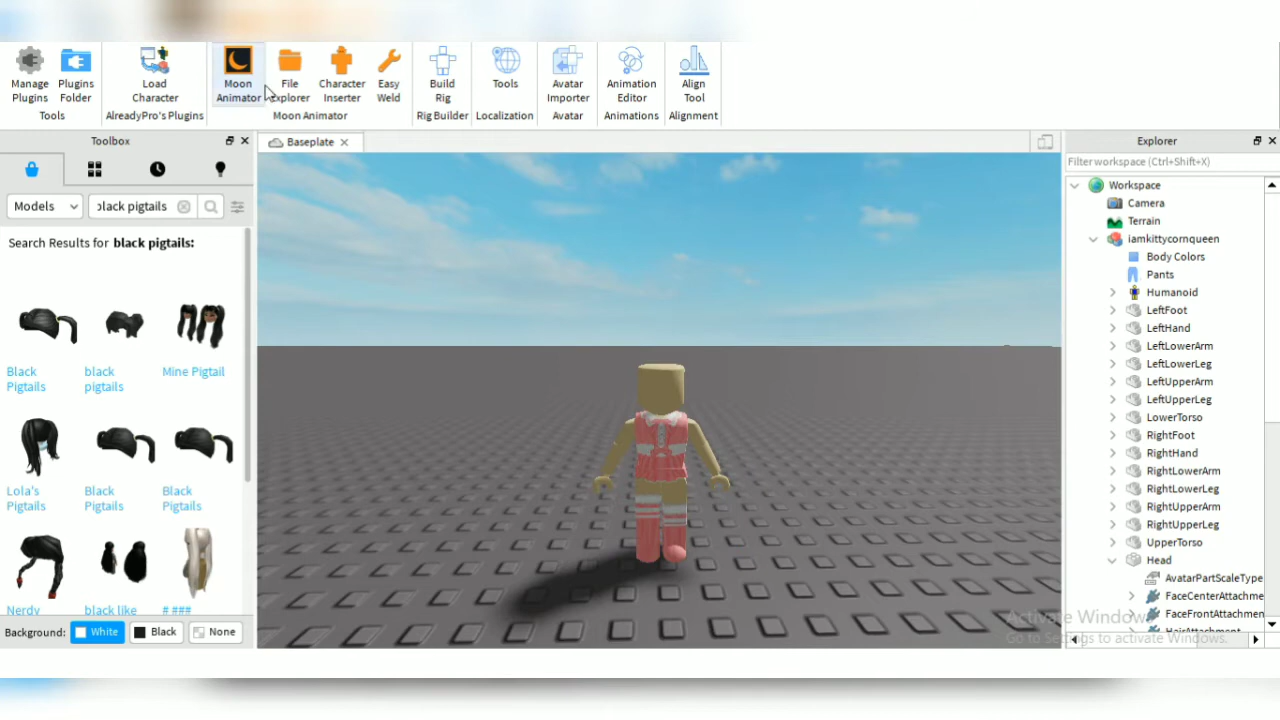 Manage Plugins
Plugins Folder
Tools
Load Character
AlreadyPro's Plugins
Moon Animator
File Explorer
Character Inserter
Easy Weld
Moon Animator
Build Rig
Rig Builder
Tools
Localization
Avatar Importer
Avatar
Animation Editor
Animations
Align Tool
Alignment
Toolbox
Models
black pigtails
Search Results for black pigtails:
Black Pigtails
black pigtails
Mine Pigtail
Lola's Pigtails
Black Pigtails
Black Pigtails
Nerdy
black like
# ###
Background:
White
Black
None
Baseplate
Explorer
Filter workspace (Ctrl+Shift+X)
Workspace
Camera
Terrain
iamkittycornqueen
Body Colors
Pants
Humanoid
LeftFoot
LeftHand
LeftLowerArm
LeftLowerLeg
LeftUpperArm
LeftUpperLeg
LowerTorso
RightFoot
RightHand
RightLowerArm
RightLowerLeg
RightUpperArm
RightUpperLeg
UpperTorso
Head
AvatarPartScaleType
FaceCenterAttachme
FaceFrontAttachmen
HairAttachment
Activate Windows
Go to Settings to activate Windows.